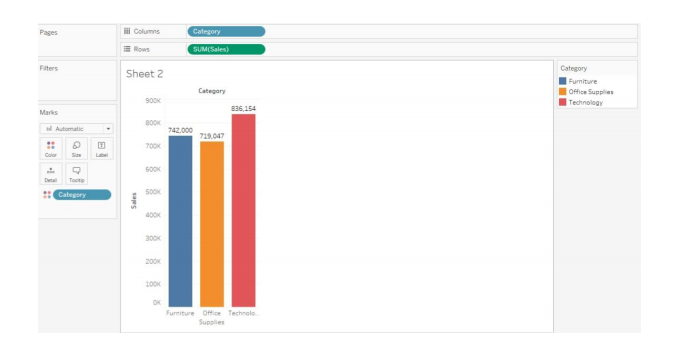 Pages
Columns
Category
Rows
SUM(Sales)
Filters
Marks
Automatic
Color
Size
Label
Detail
Tooltip
Category
Sheet 2
Category
900K
800K
700K
600K
500K
400K
300K
200K
100K
0K
Sales
742,000
719,047
836,154
Furniture
Office
Supplies
Technolo..
Category
Furniture
Office Supplies
Technology